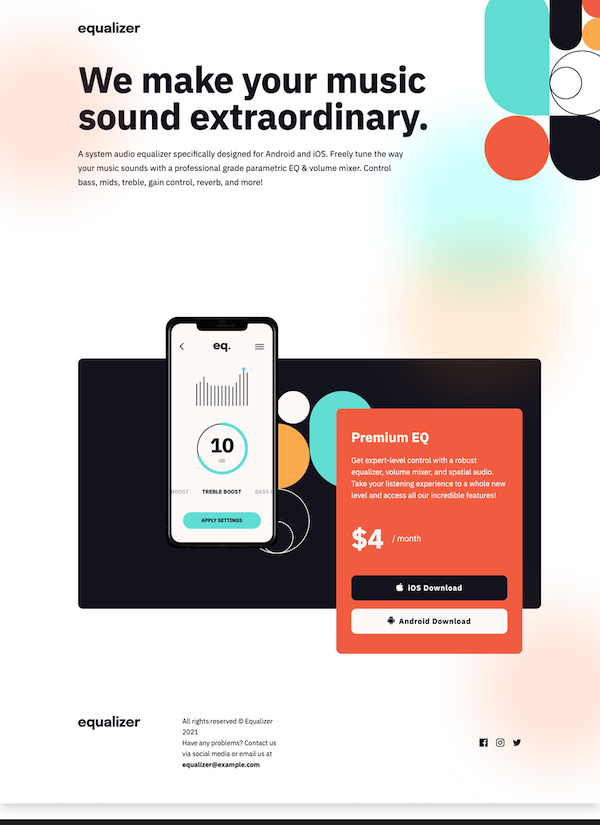 equalizer
We make your music
sound extraordinary.
A system audio equalizer specifically designed for Android and iOS. Freely tune the way
your music sounds with a professional grade parametric EQ & volume mixer. Control
bass, mids, treble, gain control, reverb, and more!
eq.
10
dB
BOOST TREBLE BOOST BASS
APPLY SETTINGS
Premium EQ
Get expert-level control with a robust
equalizer, volume mixer, and spatial audio.
Take your listening experience to a whole new
level and access all our incredible features!
$4 / month
iOS Download
Android Download
equalizer
All rights reserved © Equalizer
2021
Have any problems? Contact us
via social media or email us at
equalizer@example.com